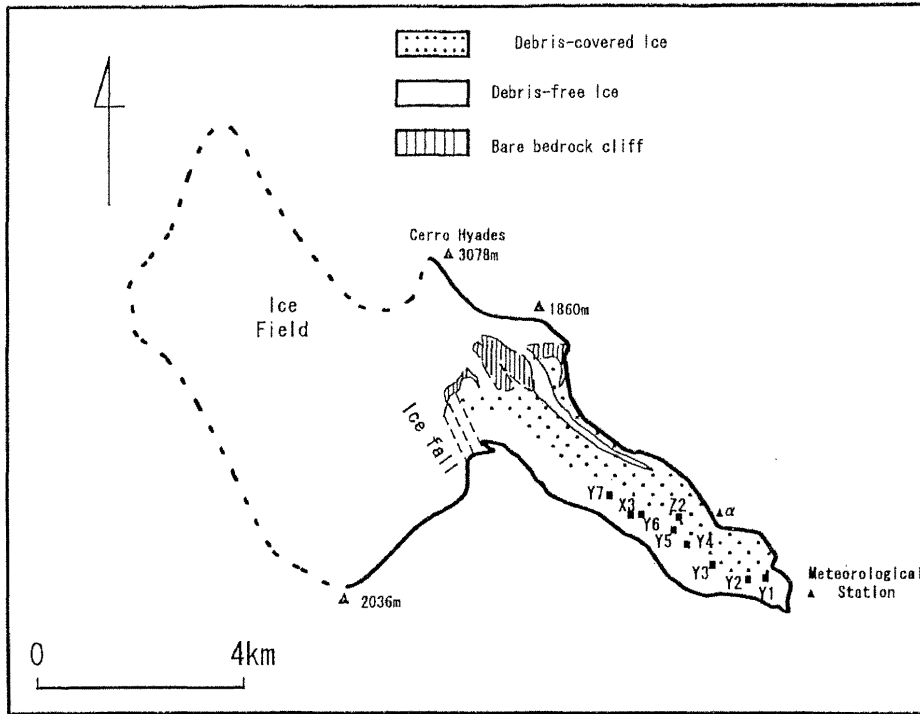 Debris-covered Ice
Debris-free Ice
Bare bedrock cliff
Cerro Hyades
3078m
1860m
Ice
Field
Ice fall
Y7
X3
Z2
α
Y6
Y5
Y4
Y3
Y2
Y1
Meteorological
Station
2036m
0 4km